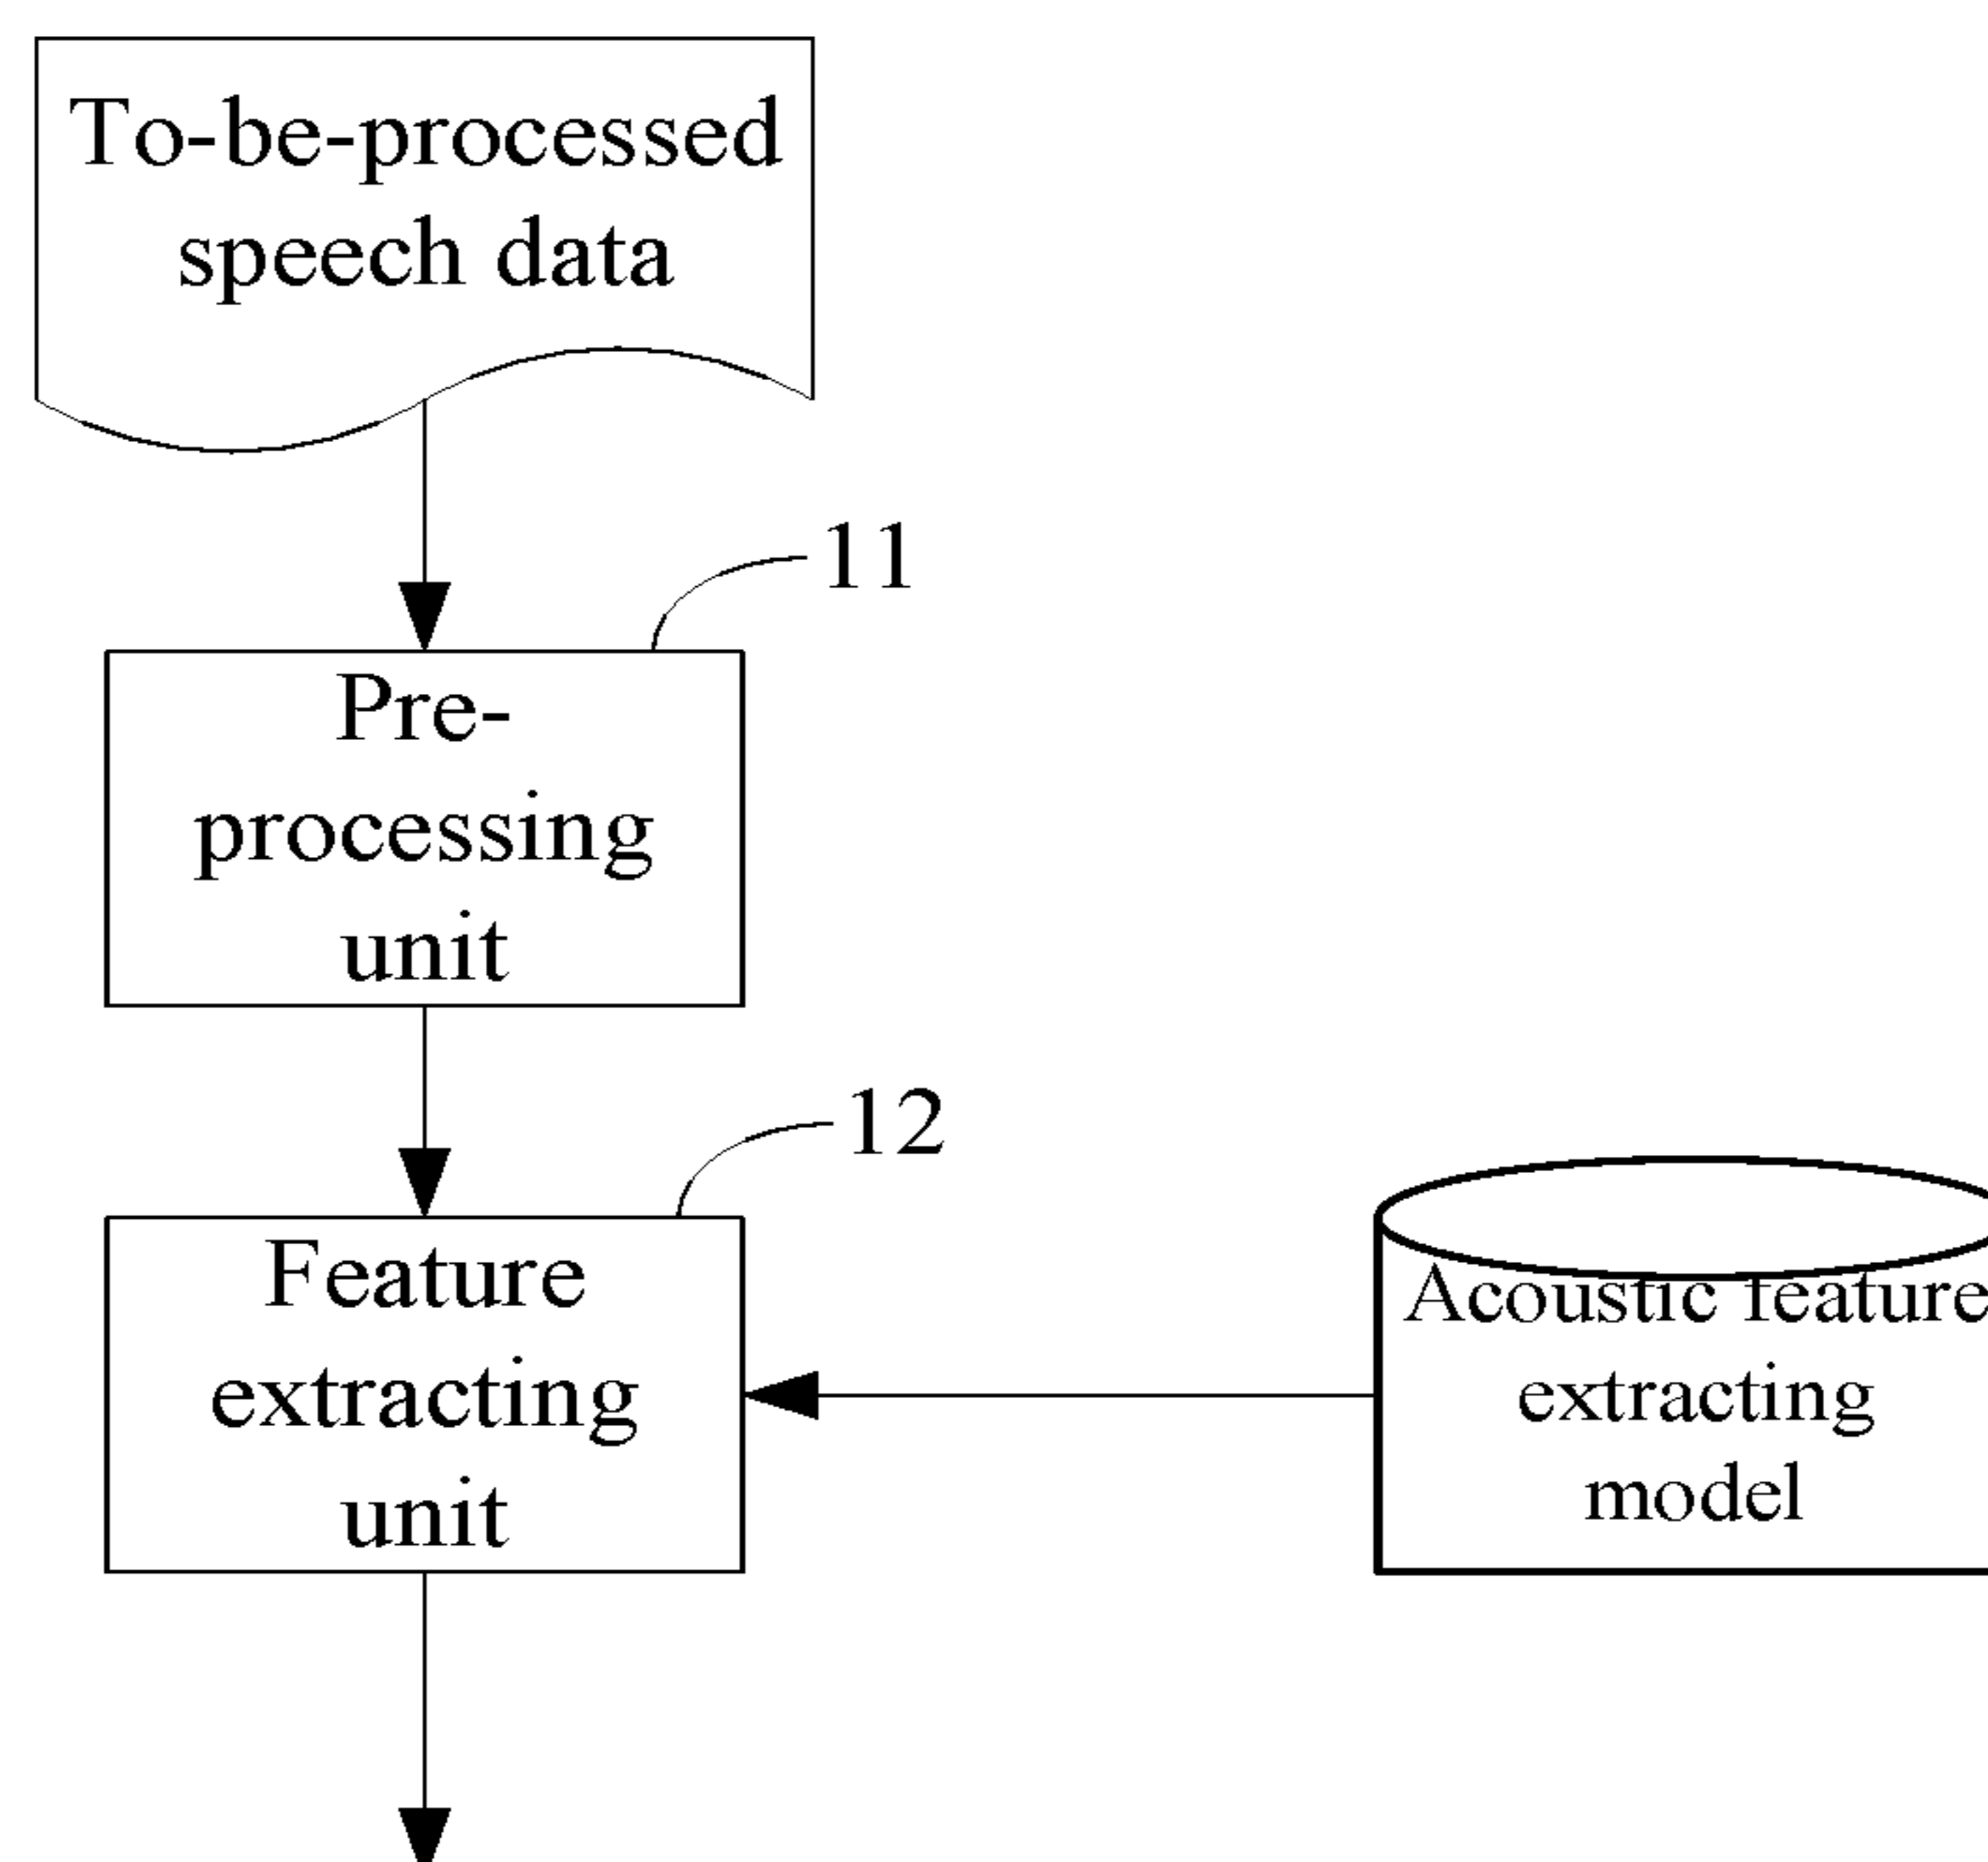 To-be-processed
speech data
11
Pre-
processing
unit
12
Feature
extracting
unit
Acoustic feature
extracting
model